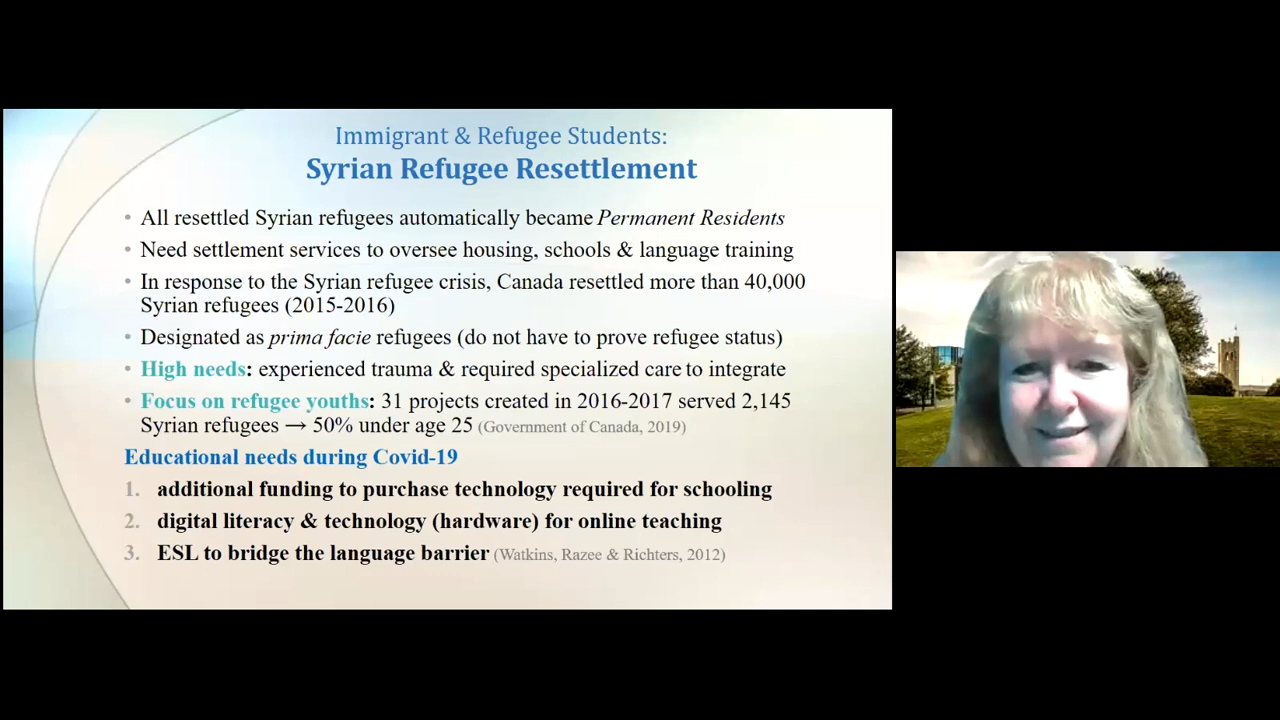 Immigrant & Refugee Students:
Syrian Refugee Resettlement
• All resettled Syrian refugees automatically became Permanent Residents
• Need settlement services to oversee housing, schools & language training
• In response to the Syrian refugee crisis, Canada resettled more than 40,000
Syrian refugees (2015-2016)
• Designated as prima facie refugees (do not have to prove refugee status)
• High needs: experienced trauma & required specialized care to integrate
• Focus on refugee youths: 31 projects created in 2016-2017 served 2,145
Syrian refugees → 50% under age 25 (Government of Canada, 2019)
Educational needs during Covid-19
1. additional funding to purchase technology required for schooling
2. digital literacy & technology (hardware) for online teaching
3. ESL to bridge the language barrier (Watkins, Razee & Richters, 2012)